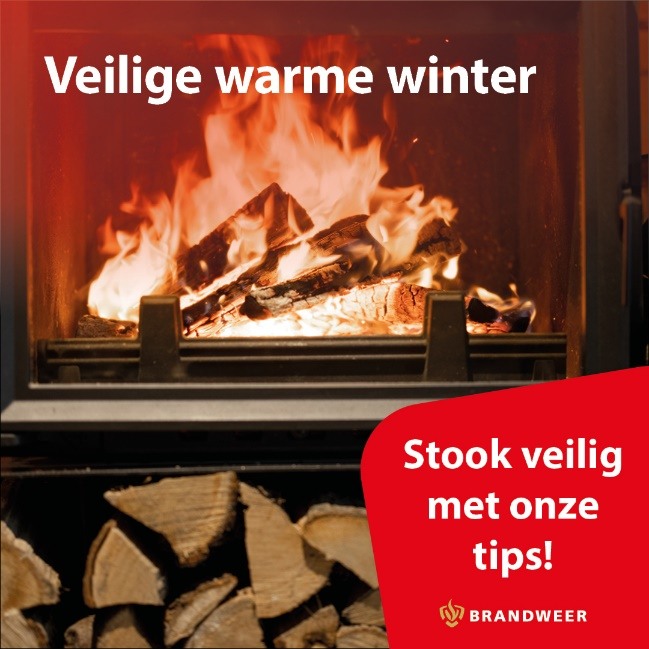 Veilige warme winter
Stook veilig
met onze
tips!
BRANDWEER